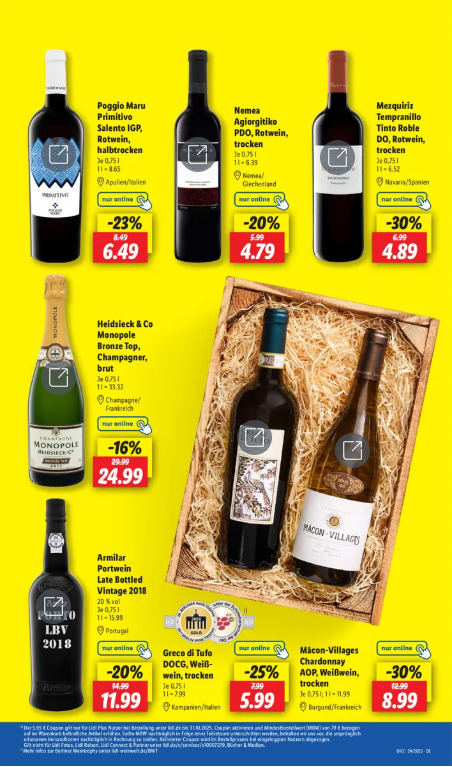 Poggio Maru
Primitivo
Salento IGP,
Rotwein,
halbtrocken
Je 0,75 l
1 l = 8.65
Apulien/Italien
nur online
-23%
8.49
6.49
PRIMITIVO
Nemea
Agiorgitiko
PDO, Rotwein,
trocken
Je 0,75 l
1 l = 6.39
Nemea/
Griechenland
nur online
-20%
5.99
4.79
Mezquiriz
Tempranillo
Tinto Roble
DO, Rotwein,
trocken
Je 0,75 l
1 l = 6.52
Navarra/Spanien
nur online
-30%
6.99
4.89
Heidsieck & Co
Monopole
Bronze Top,
Champagner,
brut
Je 0,75 l
1 l = 33.32
Champagne/
Frankreich
nur online
-16%
29.99
24.99
CHAMPAGNE
MONOPOLE
HEIDSIECK & Co
Armilar
Portwein
Late Bottled
Vintage 2018
20 % vol
Je 0,75 l
1 l = 15.99
Portugal
nur online
-20%
14.99
11.99
PORTO
LBV
2018
MÂCON-VILLAGES
GOLD
Greco di Tufo
DOCG, Weiß-
wein, trocken
Je 0,75 l
1 l = 7.99
Kampanien/Italien
nur online
-25%
7.99
5.99
Mâcon-Villages
Chardonnay
AOP, Weißwein,
trocken
Je 0,75 l; 1 l = 11.99
Burgund/Frankreich
nur online
-30%
12.99
8.99